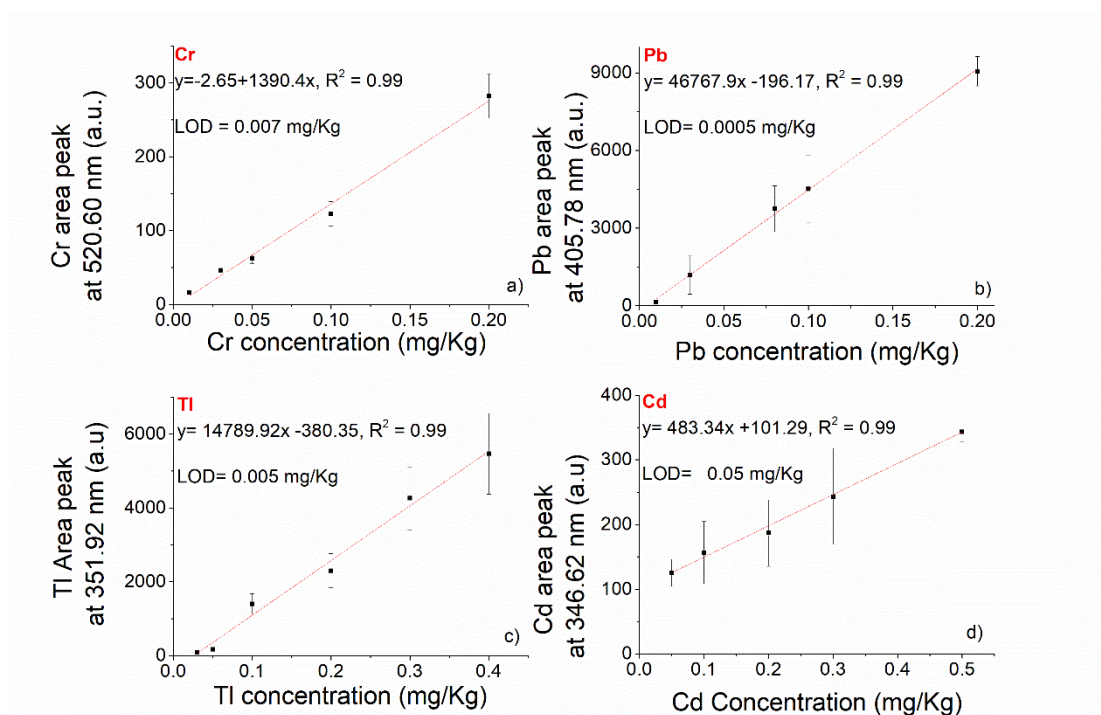 Cr
y=-2.65+1390.4x, R² = 0.99
LOD = 0.007 mg/Kg
Cr area peak
at 520.60 nm (a.u.)
300
200
100
0
0.00 0.05 0.10 0.15 0.20
Cr concentration (mg/Kg)
a)
Pb
y= 46767.9x -196.17, R² = 0.99
LOD= 0.0005 mg/Kg
Pb area peak
at 405.78 nm (a.u.)
9000
6000
3000
0
0.00 0.05 0.10 0.15 0.20
Pb concentration (mg/Kg)
b)
Tl
y= 14789.92x -380.35, R² = 0.99
LOD= 0.005 mg/Kg
Tl Area peak
at 351.92 nm (a.u)
6000
4000
2000
0
0.0 0.1 0.2 0.3 0.4
Tl concentration (mg/Kg)
c)
Cd
y= 483.34x +101.29, R² = 0.99
LOD= 0.05 mg/Kg
Cd area peak
at 346.62 nm (a.u)
400
300
200
100
0
0.0 0.1 0.2 0.3 0.4 0.5
Cd Concentration (mg/Kg)
d)